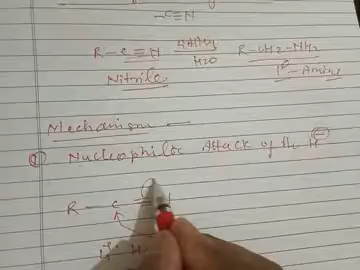 -C≡N
R-C≡N LiAlH4 R-CH2-NH2
H2O
Nitrile 1°-Amine
Mechanism -
① Nucleophilic Attack of the H⊖
R-C N
H